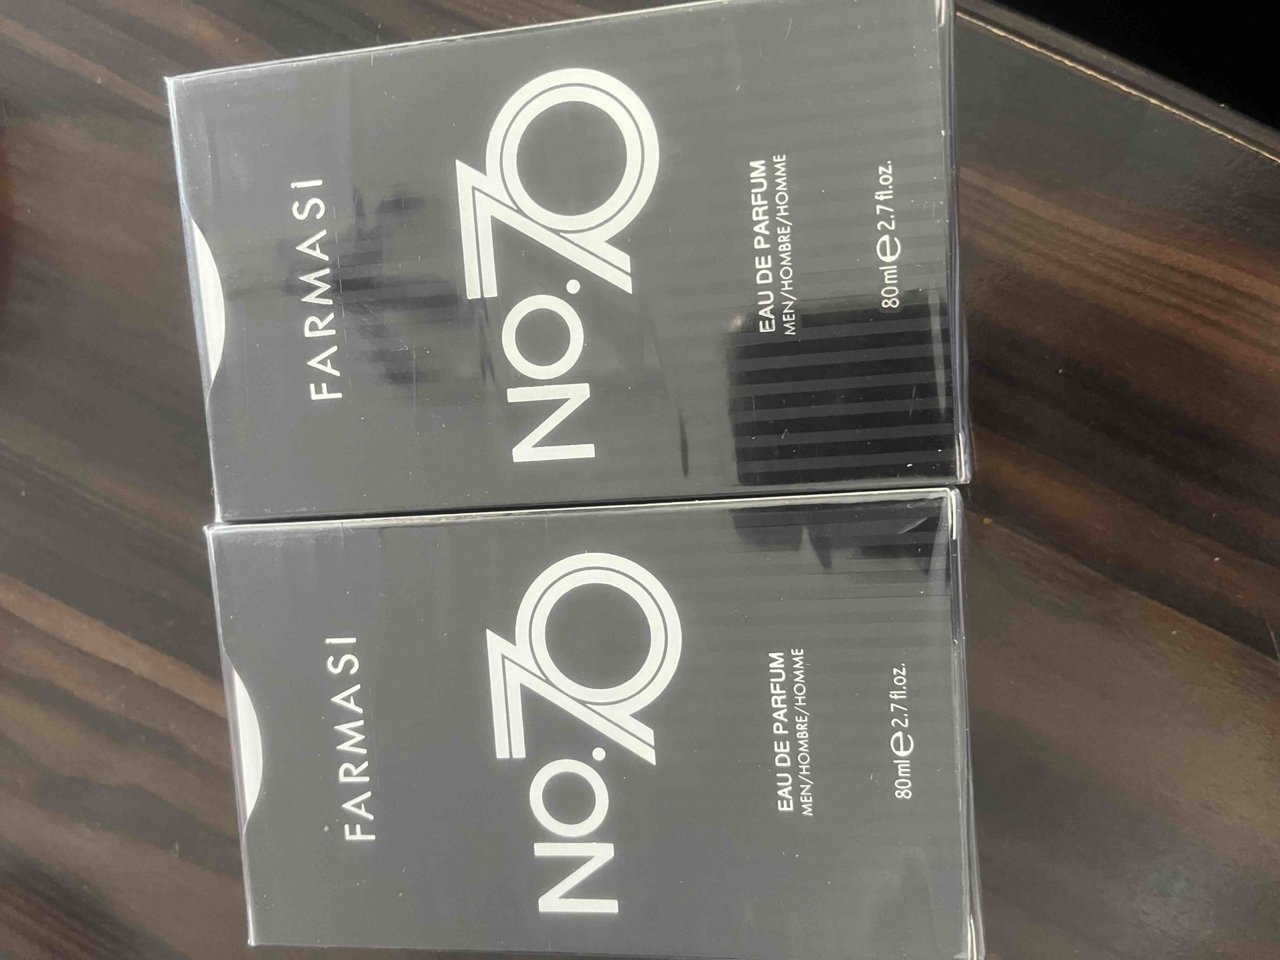 FARMASI
NO.70
EAU DE PARFUM
MEN/HOMBRE/HOMME
80ml e 2.7 fl.oz.
FARMASI
NO.70
EAU DE PARFUM
MEN/HOMBRE/HOMME
80ml e 2.7 fl.oz.